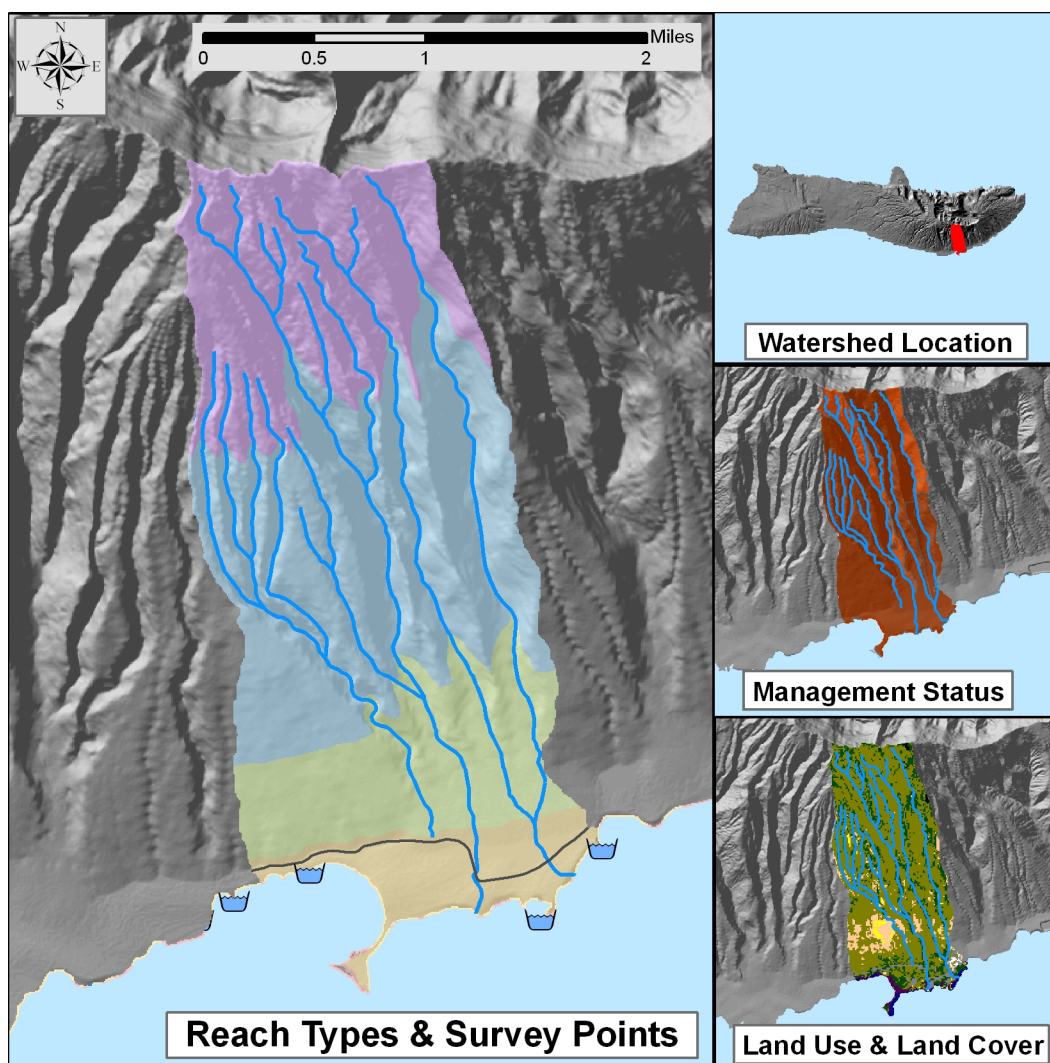 N
W E
S
Miles
0 0.5 1 2
Reach Types & Survey Points
Watershed Location
Management Status
Land Use & Land Cover